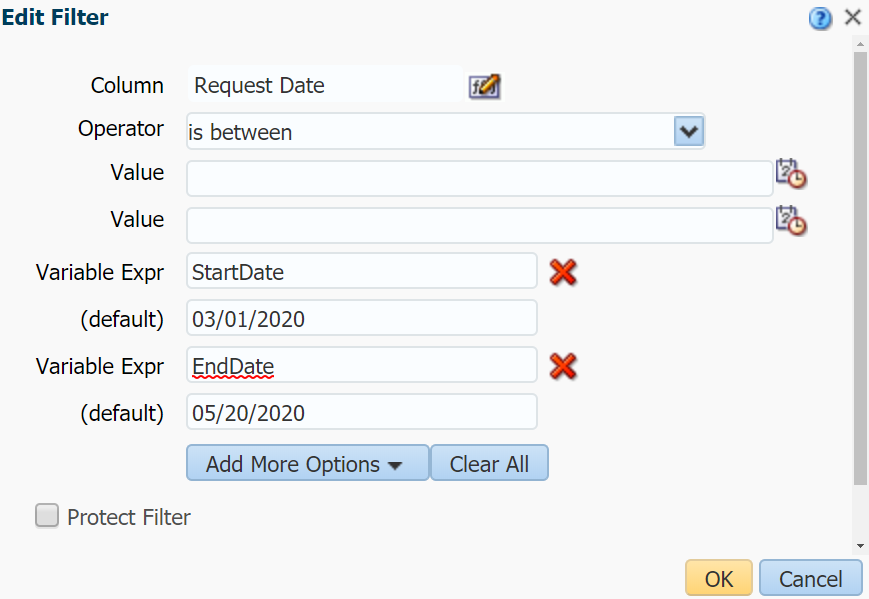 Edit Filter
Column Request Date
Operator is between
Value
Value
Variable Expr StartDate
(default) 03/01/2020
Variable Expr EndDate
(default) 05/20/2020
Add More Options Clear All
Protect Filter
OK Cancel